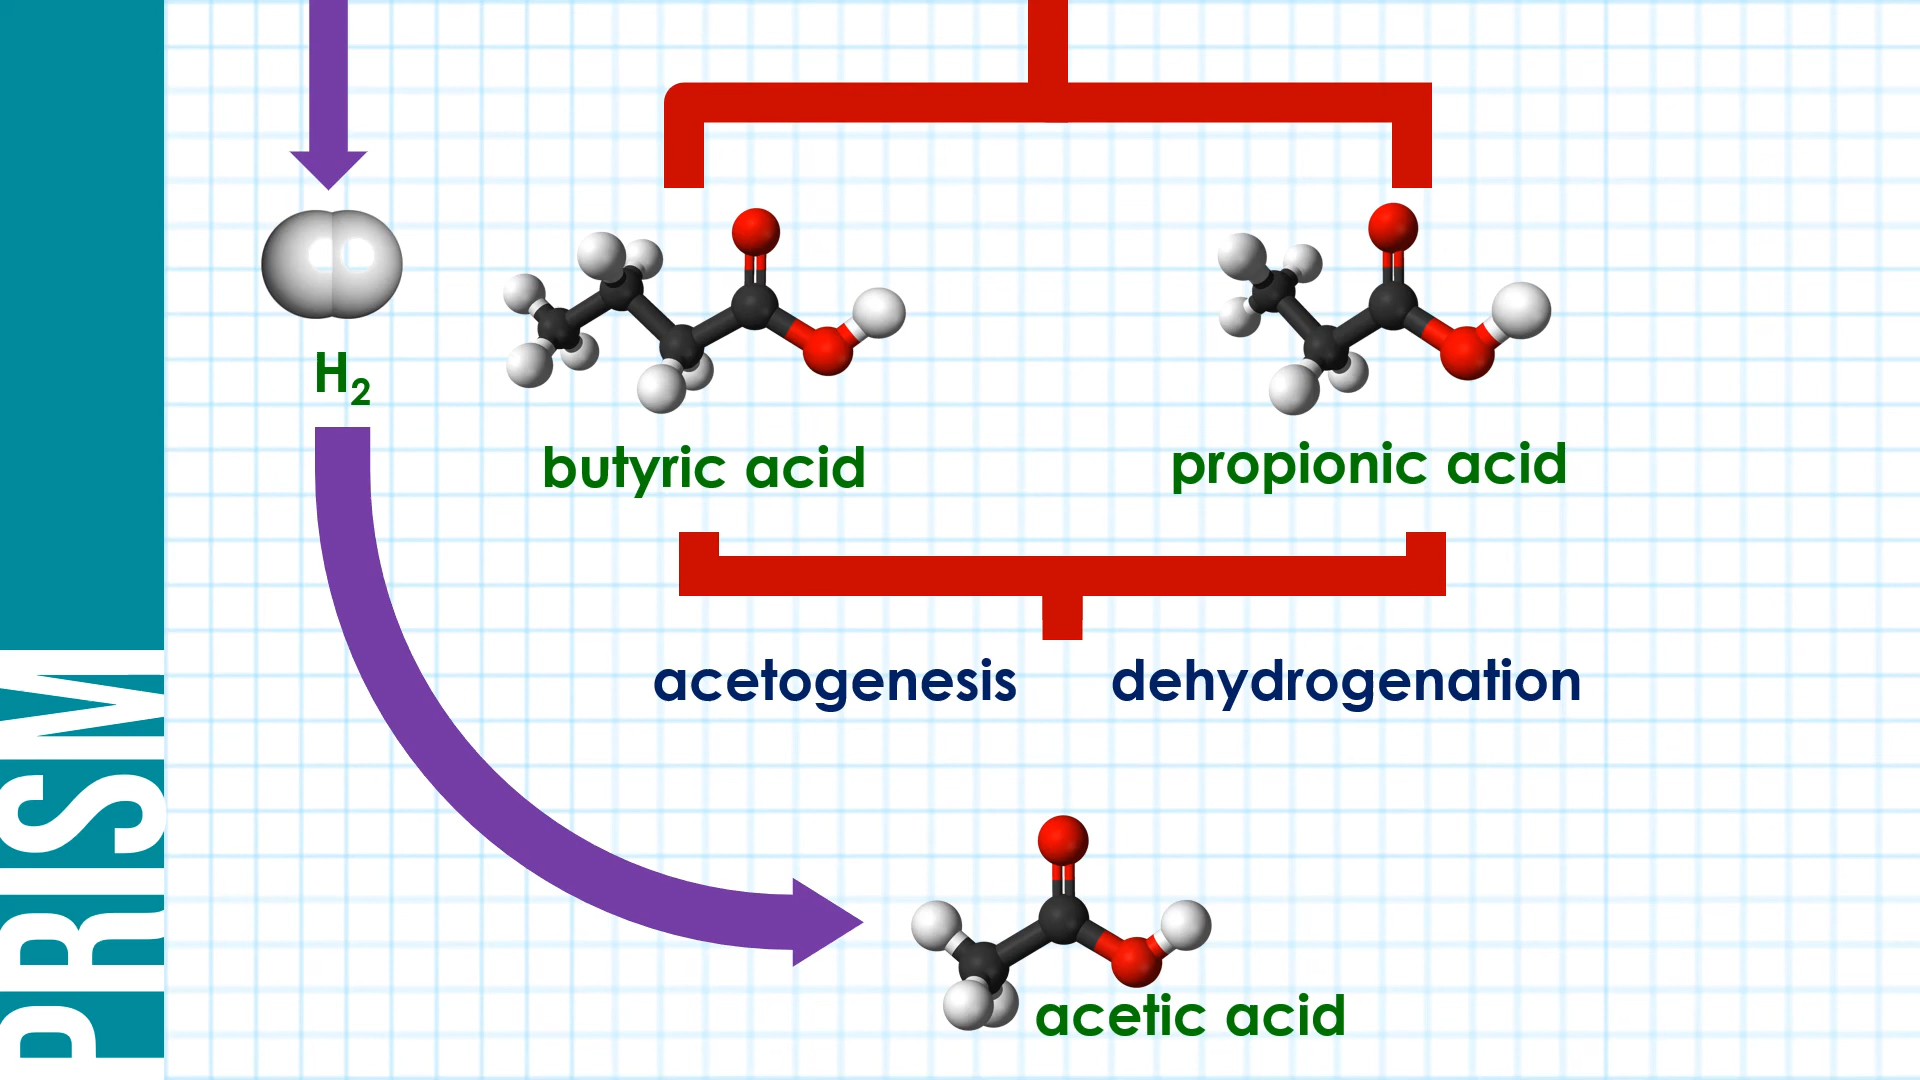 H₂
butyric acid
propionic acid
acetogenesis
dehydrogenation
acetic acid
PRISM